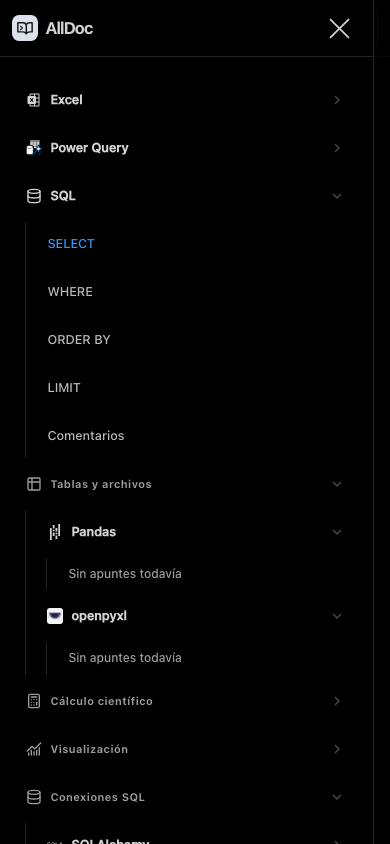 AllDoc
Excel
Power Query
SQL
SELECT
WHERE
ORDER BY
LIMIT
Comentarios
Tablas y archivos
Pandas
Sin apuntes todavía
openpyxl
Sin apuntes todavía
Cálculo científico
Visualización
Conexiones SQL
SQLAlchemy